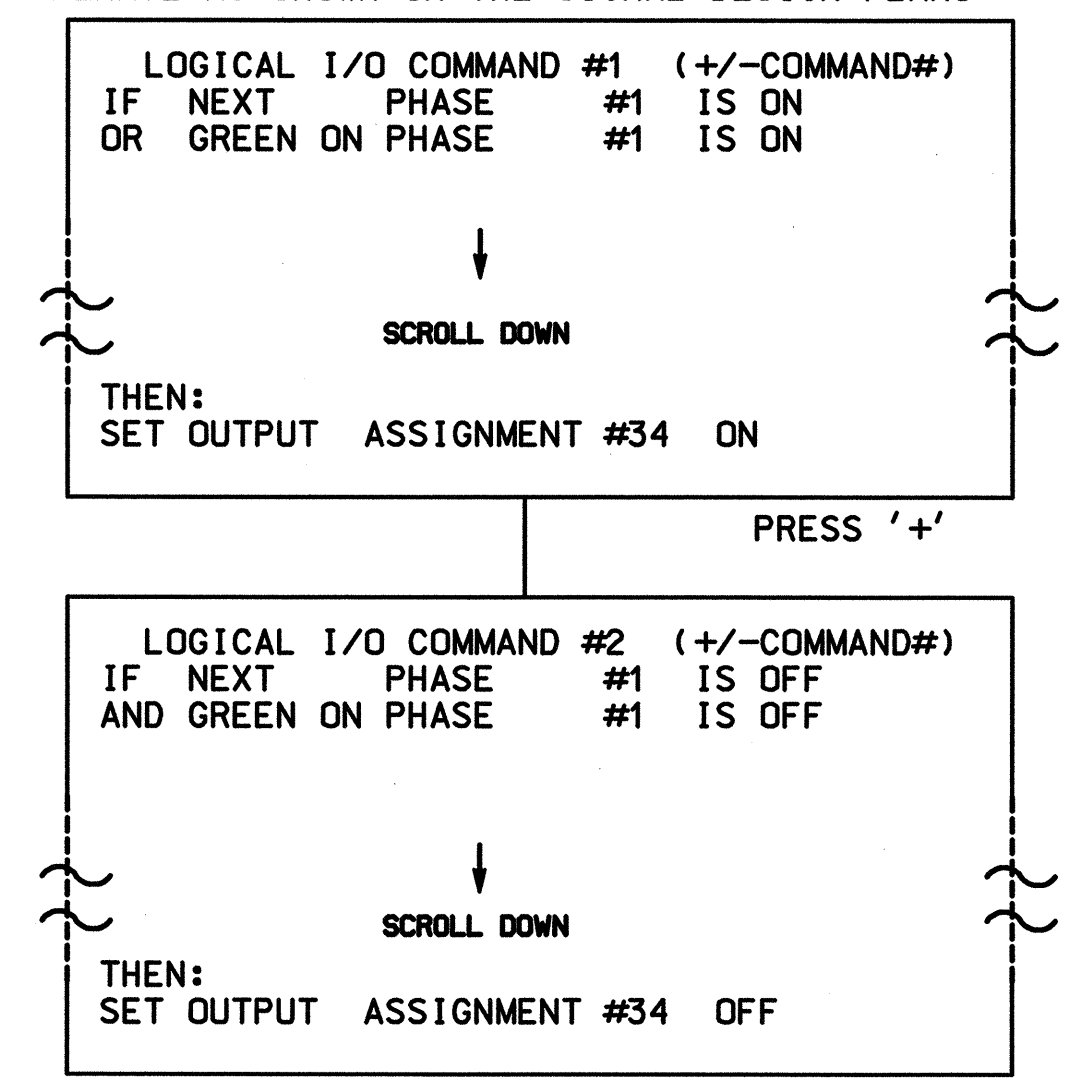 LOGICAL I/O COMMAND #1 (+/-COMMAND#)
IF NEXT PHASE #1 IS ON
OR GREEN ON PHASE #1 IS ON
SCROLL DOWN
THEN:
SET OUTPUT ASSIGNMENT #34 ON
PRESS '+'
LOGICAL I/O COMMAND #2 (+/-COMMAND#)
IF NEXT PHASE #1 IS OFF
AND GREEN ON PHASE #1 IS OFF
SCROLL DOWN
THEN:
SET OUTPUT ASSIGNMENT #34 OFF